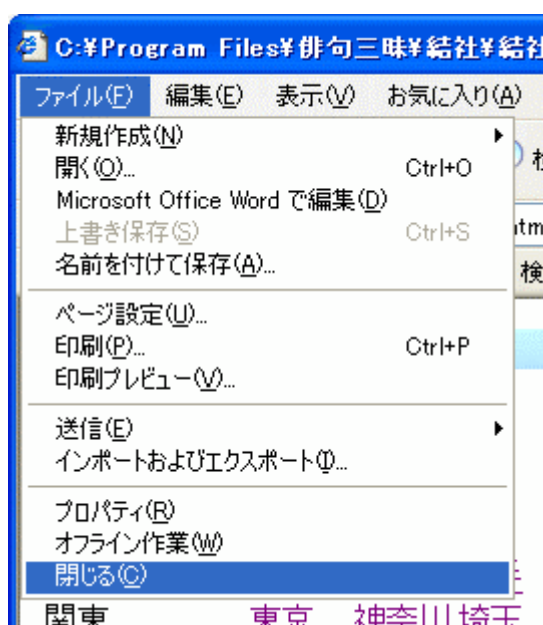 C:¥Program Files¥俳句三昧¥結社¥結社
ファイル(F) 編集(E) 表示(V) お気に入り(A)
新規作成(N)
開く(O)... Ctrl+O
Microsoft Office Word で編集(D)
上書き保存(S) Ctrl+S
名前を付けて保存(A)...
ページ設定(U)...
印刷(P)... Ctrl+P
印刷プレビュー(V)...
送信(E)
インポートおよびエクスポート(I)...
プロパティ(R)
オフライン作業(W)
閉じる(C)
関東 東京 神奈川 埼玉